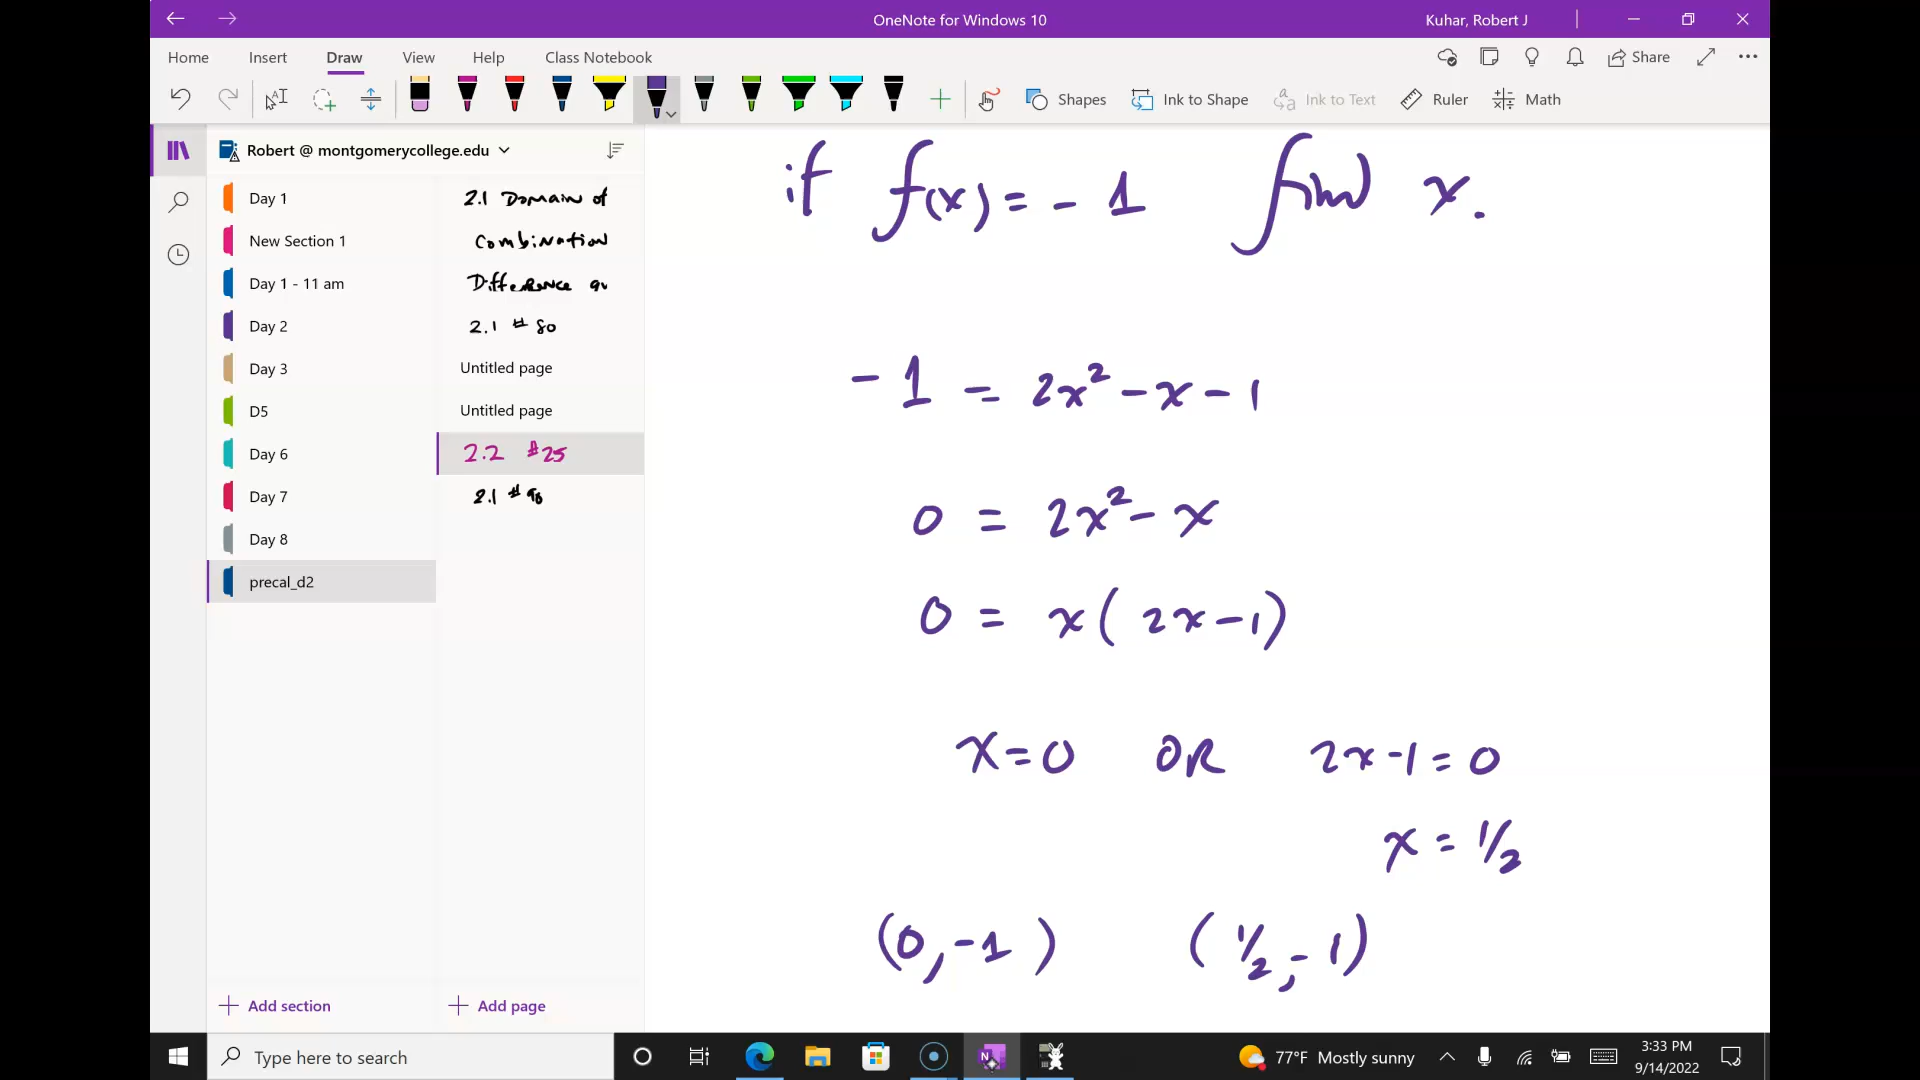 OneNote for Windows 10
Kuhar, Robert J
Home Insert Draw View Help Class Notebook
Share
Shapes Ink to Shape Ink to Text Ruler Math
Robert @ montgomerycollege.edu
Day 1
New Section 1
Day 1 - 11 am
Day 2
Day 3
D5
Day 6
Day 7
Day 8
precal_d2
Add section
2.1 Domain of
Combination
Difference qu
2.1 # 80
Untitled page
Untitled page
2.2 #25
2.1 # 90
Add page
if f(x) = - 1 find x.
- 1 = 2x² - x - 1
0 = 2x² - x
0 = x ( 2x - 1)
x = 0 OR 2x - 1 = 0
x = 1/2
(0, -1) ( 1/2, - 1)
Type here to search
77°F Mostly sunny
3:33 PM
9/14/2022